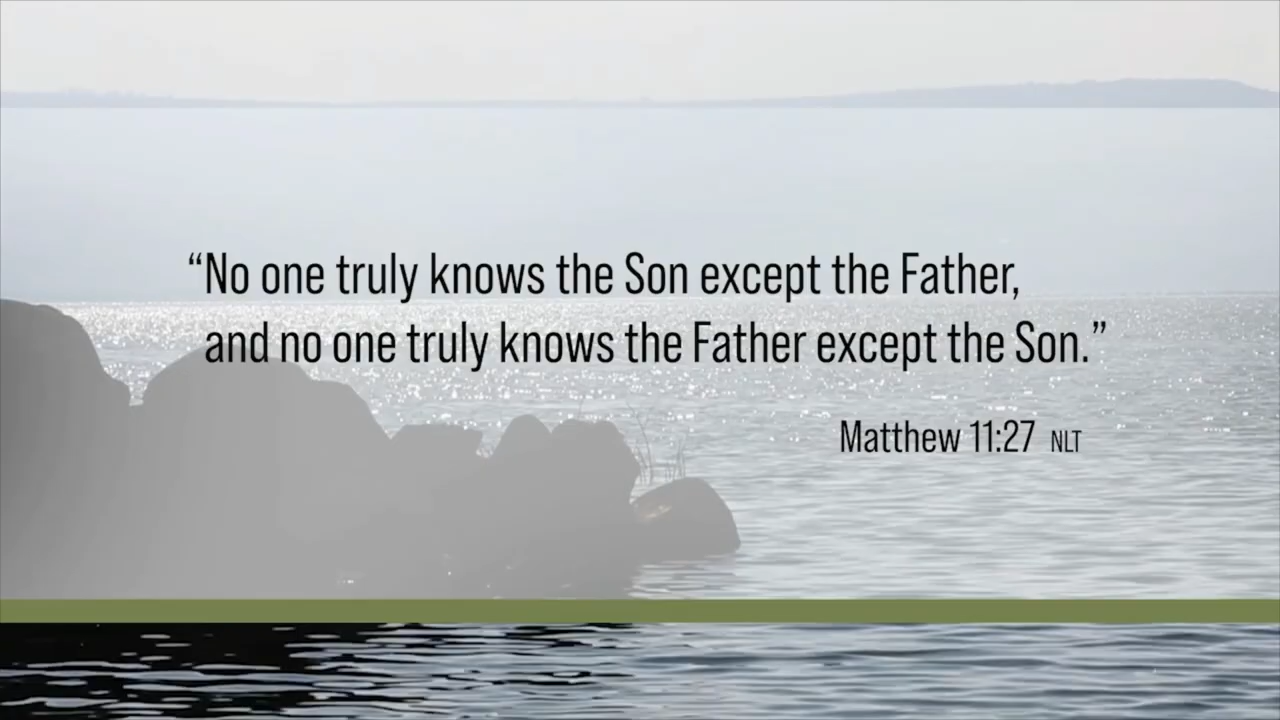 “No one truly knows the Son except the Father,
and no one truly knows the Father except the Son.”
Matthew 11:27 NLT